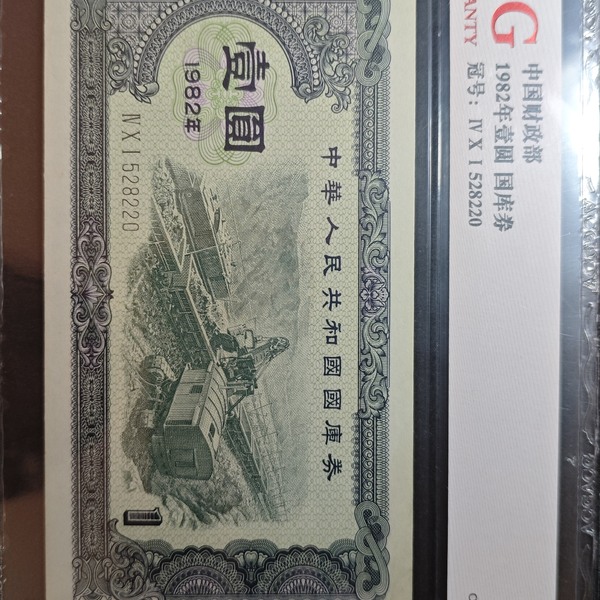 中華人民共和國國庫券
壹圓
1982年
ⅣⅩⅠ528220
1
G
ANTY
中国财政部
1982年壹圆 国库券
冠号：ⅣⅩⅠ528220